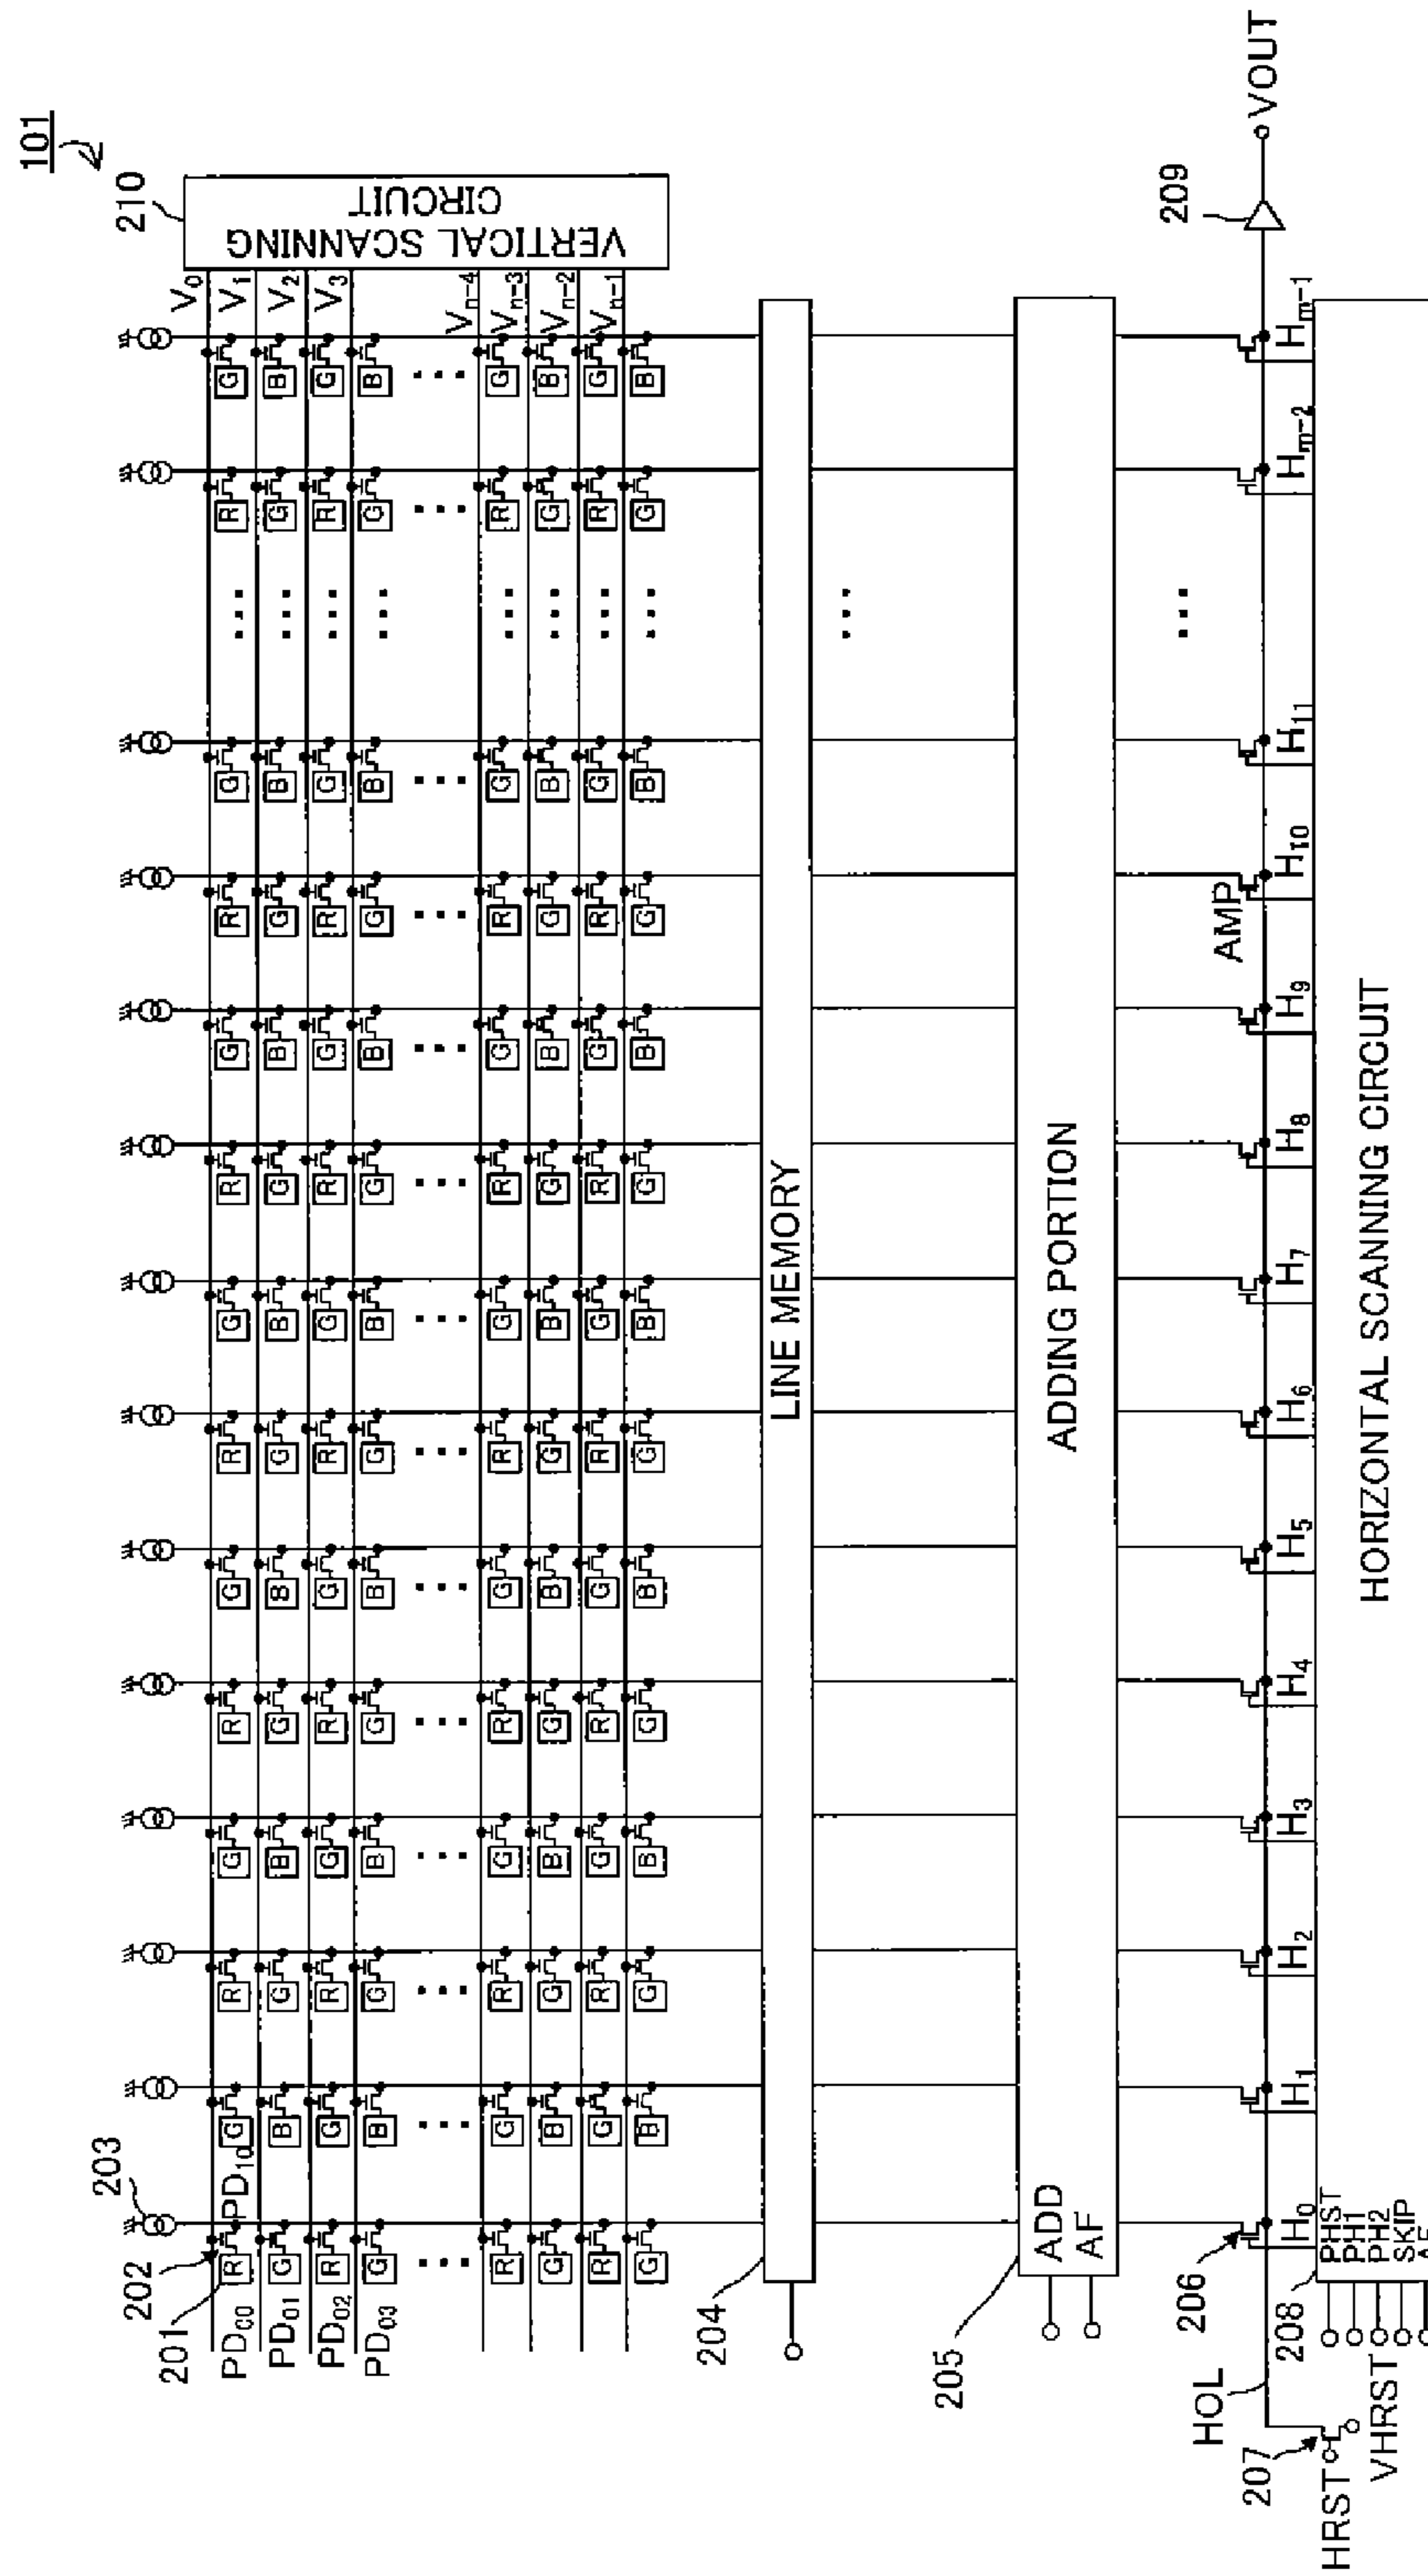 101
203
210
202
201
V0
PD00 R PD10 G R G R G R G R G R G ... R G
V1
PD01 G B G B G B G B G B G B ... G B
V2
PD02 R G R G R G R G R G R G ... R G
V3
PD03 G B G B G B G B G B G B ... G B
VERTICAL SCANNING
CIRCUIT
Vn-4
R G R G R G R G R G R G ... R G
Vn-3
G B G B G B G B G B G B ... G B
Vn-2
R G R G R G R G R G R G ... R G
Vn-1
G B G B G B G B G B G B ... G B
204
LINE MEMORY
205
ADD
AF
ADDING PORTION
206
AMP
209
HOL
VOUT
207
208
H0 H1 H2 H3 H4 H5 H6 H7 H8 H9 H10 H11 Hm-2 Hm-1
HRST
VHRST
PHST
PH1
PH2
SKIP
AF
HORIZONTAL SCANNING CIRCUIT